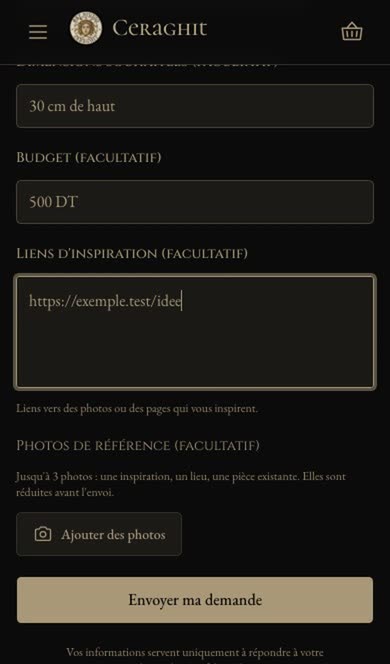 Ceraghit
Dimensions souhaitées (facultatif)
30 cm de haut
Budget (facultatif)
500 DT
Liens d'inspiration (facultatif)
https://exemple.test/idee
Liens vers des photos ou des pages qui vous inspirent.
Photos de référence (facultatif)
Jusqu'à 3 photos : une inspiration, un lieu, une pièce existante. Elles sont
réduites avant l'envoi.
Ajouter des photos
Envoyer ma demande
Vos informations servent uniquement à répondre à votre